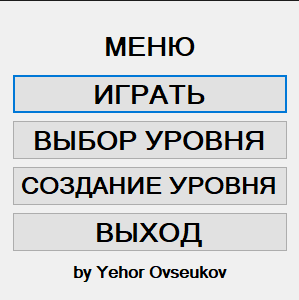 МЕНЮ
ИГРАТЬ
ВЫБОР УРОВНЯ
СОЗДАНИЕ УРОВНЯ
ВЫХОД
by Yehor Ovseukov